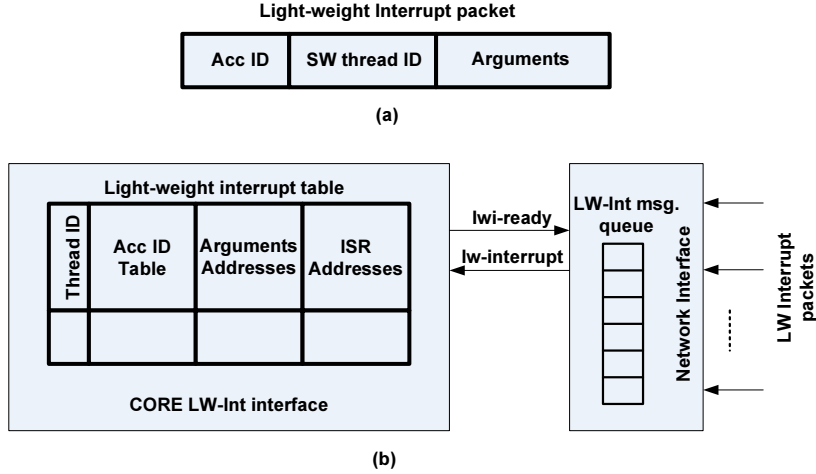 Light-weight Interrupt packet
Acc ID
SW thread ID
Arguments
(a)
Light-weight interrupt table
Thread ID
Acc ID
Table
Arguments
Addresses
ISR
Addresses
CORE LW-Int interface
lwi-ready
lw-interrupt
LW-Int msg.
queue
Network Interface
LW Interrupt
packets
(b)